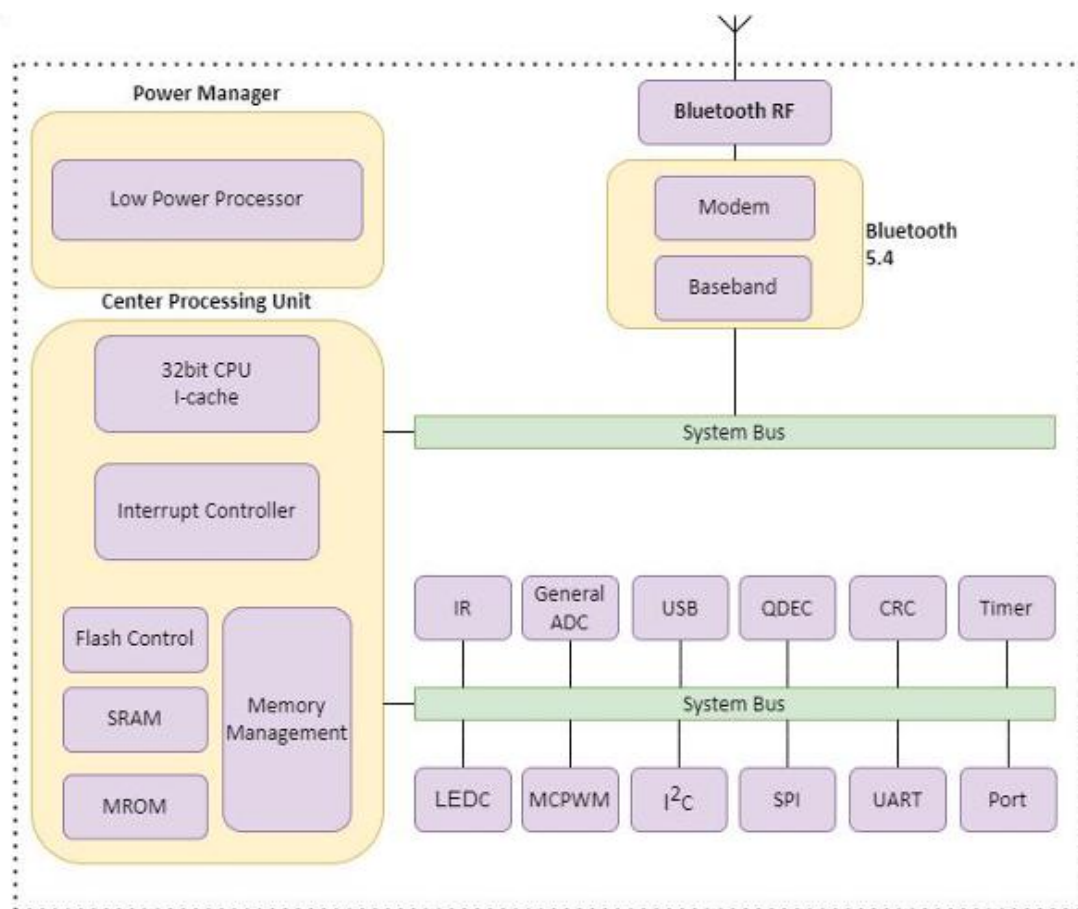 Power Manager
Low Power Processor
Bluetooth RF
Modem
Baseband
Bluetooth
5.4
Center Processing Unit
32bit CPU
I-cache
Interrupt Controller
Flash Control
SRAM
MROM
Memory
Management
System Bus
IR
General
ADC
USB
QDEC
CRC
Timer
System Bus
LEDC
MCPWM
I²C
SPI
UART
Port